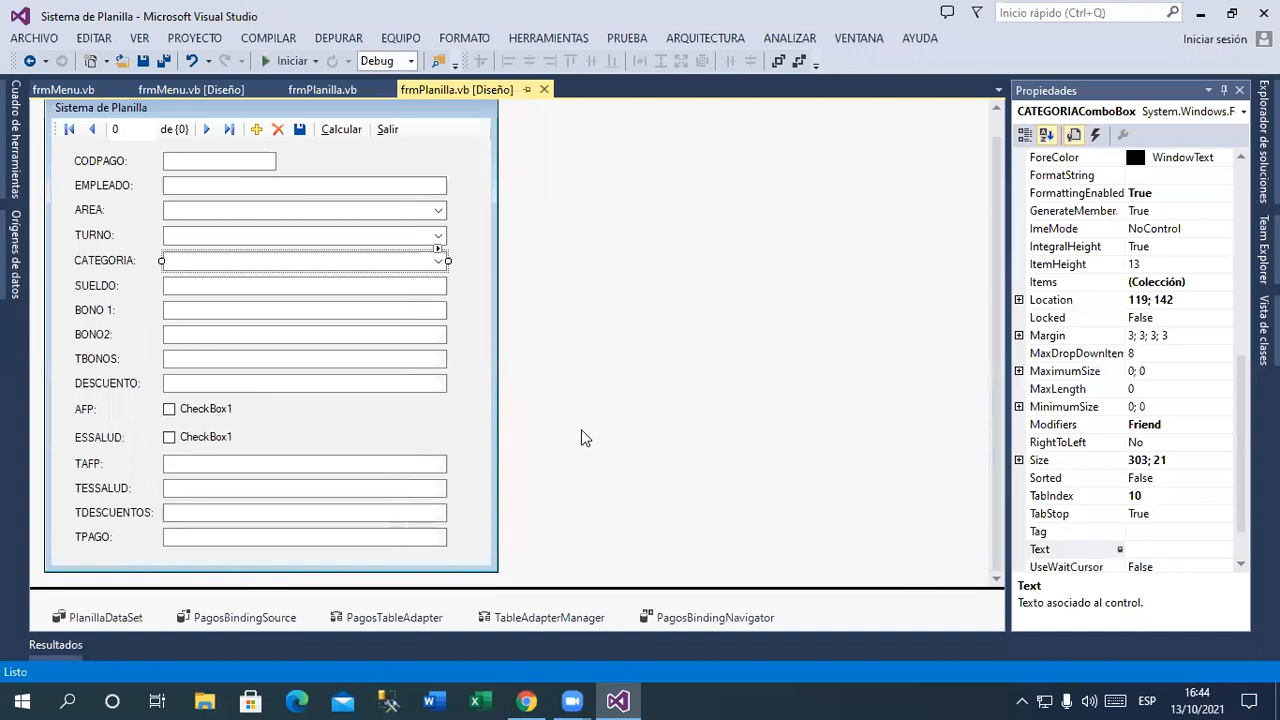 Sistema de Planilla - Microsoft Visual Studio
Inicio rápido (Ctrl+Q)
ARCHIVO EDITAR VER PROYECTO COMPILAR DEPURAR EQUIPO FORMATO HERRAMIENTAS PRUEBA ARQUITECTURA ANALIZAR VENTANA AYUDA
Iniciar sesión
Iniciar Debug
frmMenu.vb frmMenu.vb [Diseño] frmPlanilla.vb frmPlanilla.vb [Diseño]
Cuadro de herramientas
Orígenes de datos
Sistema de Planilla
0 de {0} Calcular Salir
CODPAGO:
EMPLEADO:
AREA:
TURNO:
CATEGORIA:
SUELDO:
BONO 1:
BONO2:
TBONOS:
DESCUENTO:
AFP: CheckBox1
ESSALUD: CheckBox1
TAFP:
TESSALUD:
TDESCUENTOS:
TPAGO:
PlanillaDataSet PagosBindingSource PagosTableAdapter TableAdapterManager PagosBindingNavigator
Propiedades
CATEGORIAComboBox System.Windows.F
ForeColor WindowText
FormatString
FormattingEnabled True
GenerateMember. True
ImeMode NoControl
IntegralHeight True
ItemHeight 13
Items (Colección)
Location 119; 142
Locked False
Margin 3; 3; 3; 3
MaxDropDownItem 8
MaximumSize 0; 0
MaxLength 0
MinimumSize 0; 0
Modifiers Friend
RightToLeft No
Size 303; 21
Sorted False
TabIndex 10
TabStop True
Tag
Text
UseWaitCursor False
Text
Texto asociado al control.
Explorador de soluciones
Team Explorer
Vista de clases
Resultados
Listo
ESP
16:44
13/10/2021